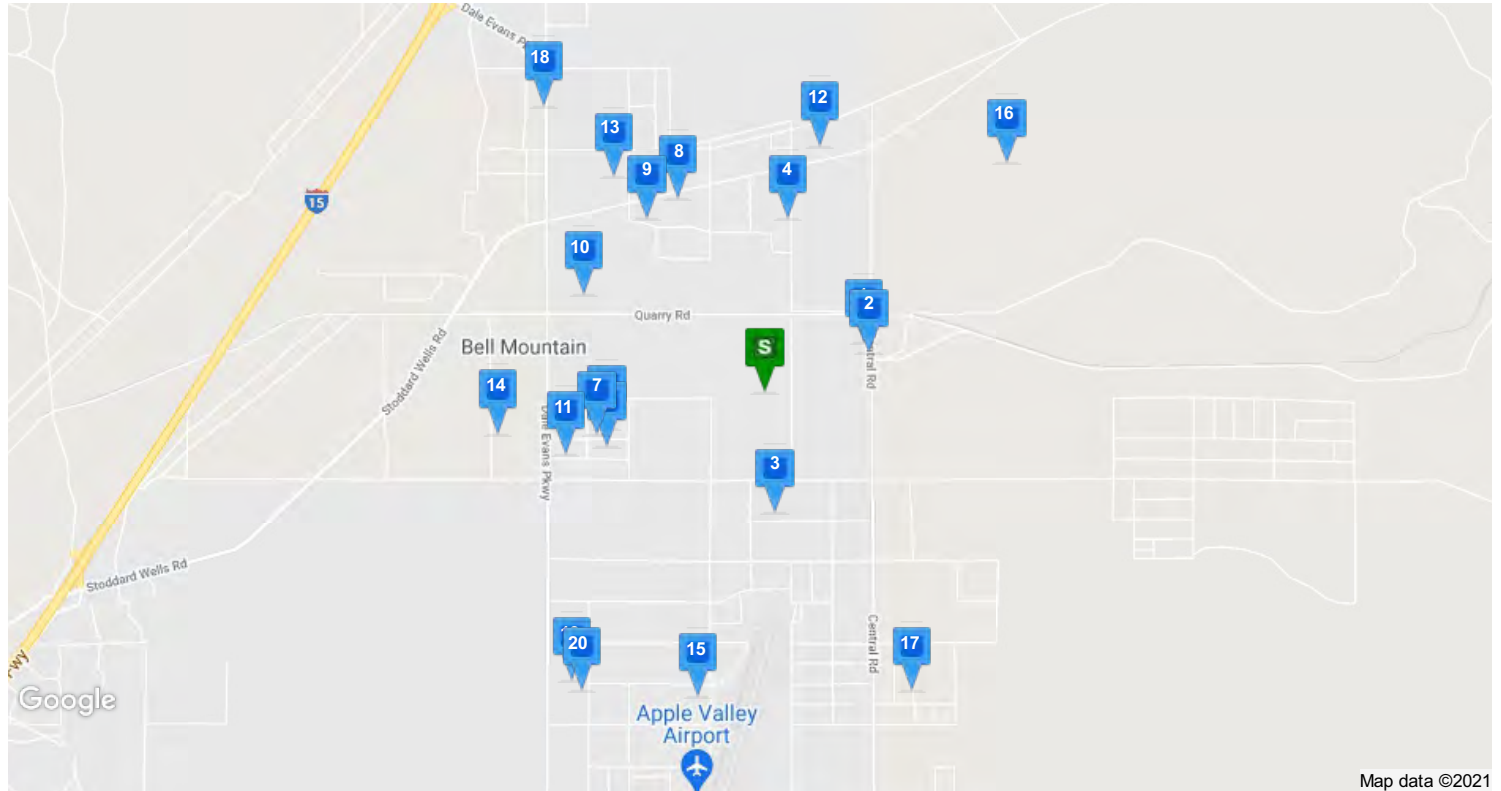 Dale Evans P
18
12
16
13
8
9
4
15
10
2
Quarry Rd
S
Bell Mountain
Stoddard Wells Rd
Central Rd
14
7
11
Dale Evans Pkwy
3
Stoddard Wells Rd
20
15
17
Central Rd
Google
Apple Valley
Airport
Map data ©2021